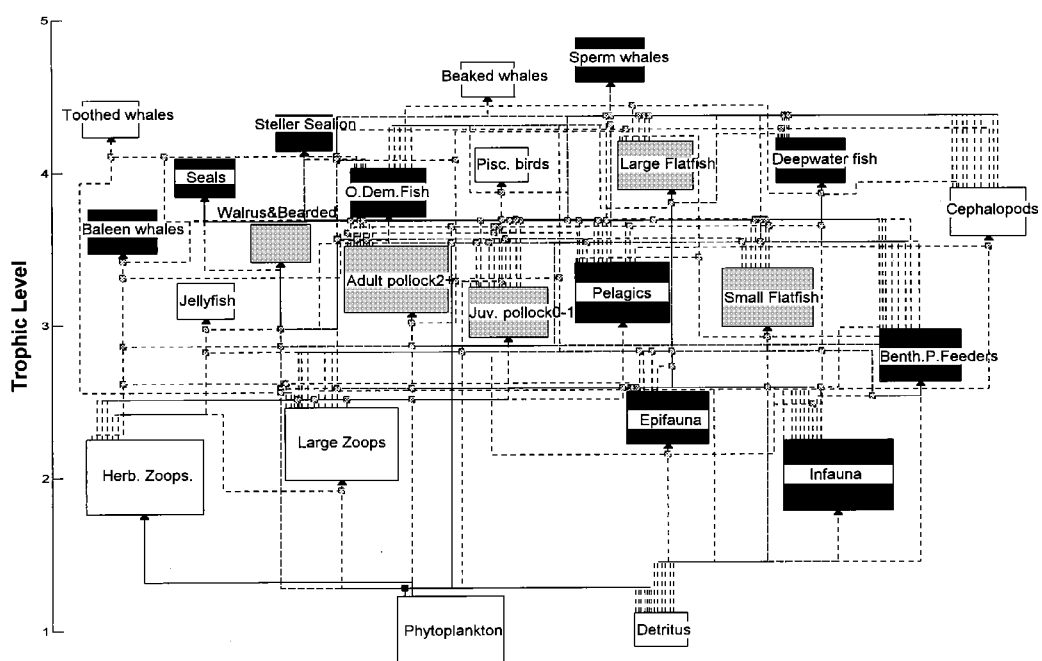 5
Sperm whales
Beaked whales
Toothed whales
Steller Sealion
4
Seals
O.Dem.Fish
Pisc. birds
Large Flatfish
Deepwater fish
Cephalopods
Walrus&Bearded
Baleen whales
Adult pollock2+
Jellyfish
Juv. pollock0-1
Pelagics
Small Flatfish
3
Trophic Level
Benth.P.Feeders
Large Zoops
Epifauna
Herb. Zoops.
Infauna
2
Phytoplankton
Detritus
1